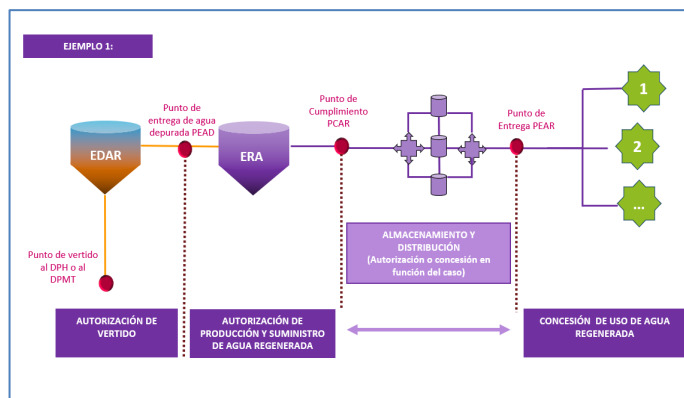 EJEMPLO 1:
Punto de
entrega de agua
depurada PEAD
Punto de
Cumplimiento
PCAR
Punto de
Entrega PEAR
EDAR
ERA
1
2
...
Punto de vertido
al DPH o al
DPMT
ALMACENAMIENTO Y
DISTRIBUCIÓN
(Autorización o concesión en
función del caso)
AUTORIZACIÓN DE
VERTIDO
AUTORIZACIÓN DE
PRODUCCIÓN Y SUMINISTRO
DE AGUA REGENERADA
CONCESIÓN DE USO DE AGUA
REGENERADA